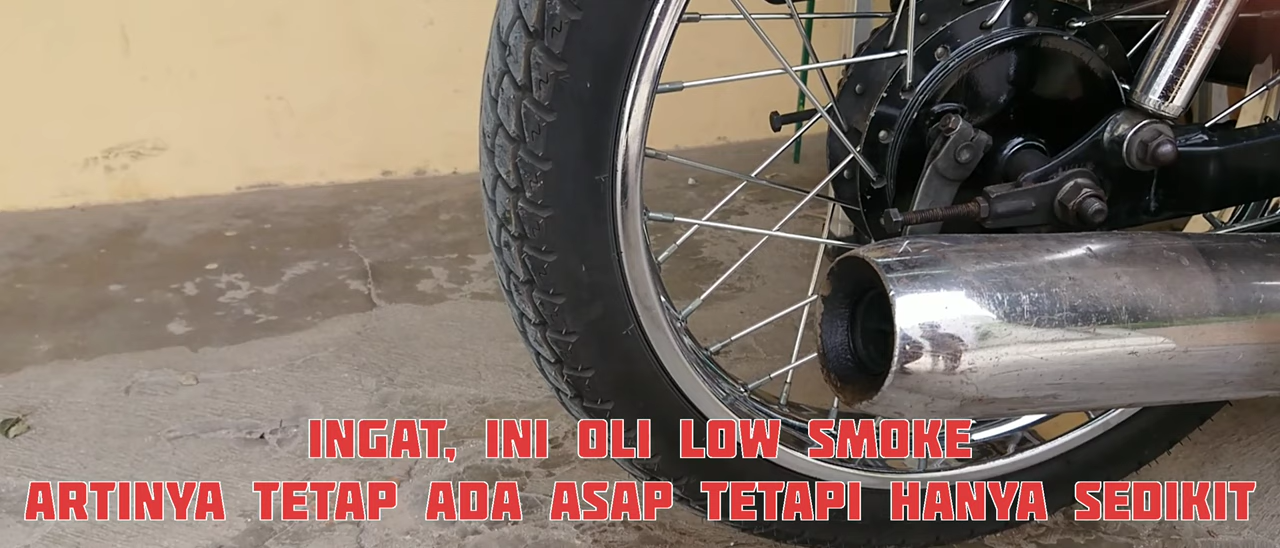 INGAT, INI OLI LOW SMOKE
ARTINYA TETAP ADA ASAP TETAPI HANYA SEDIKIT